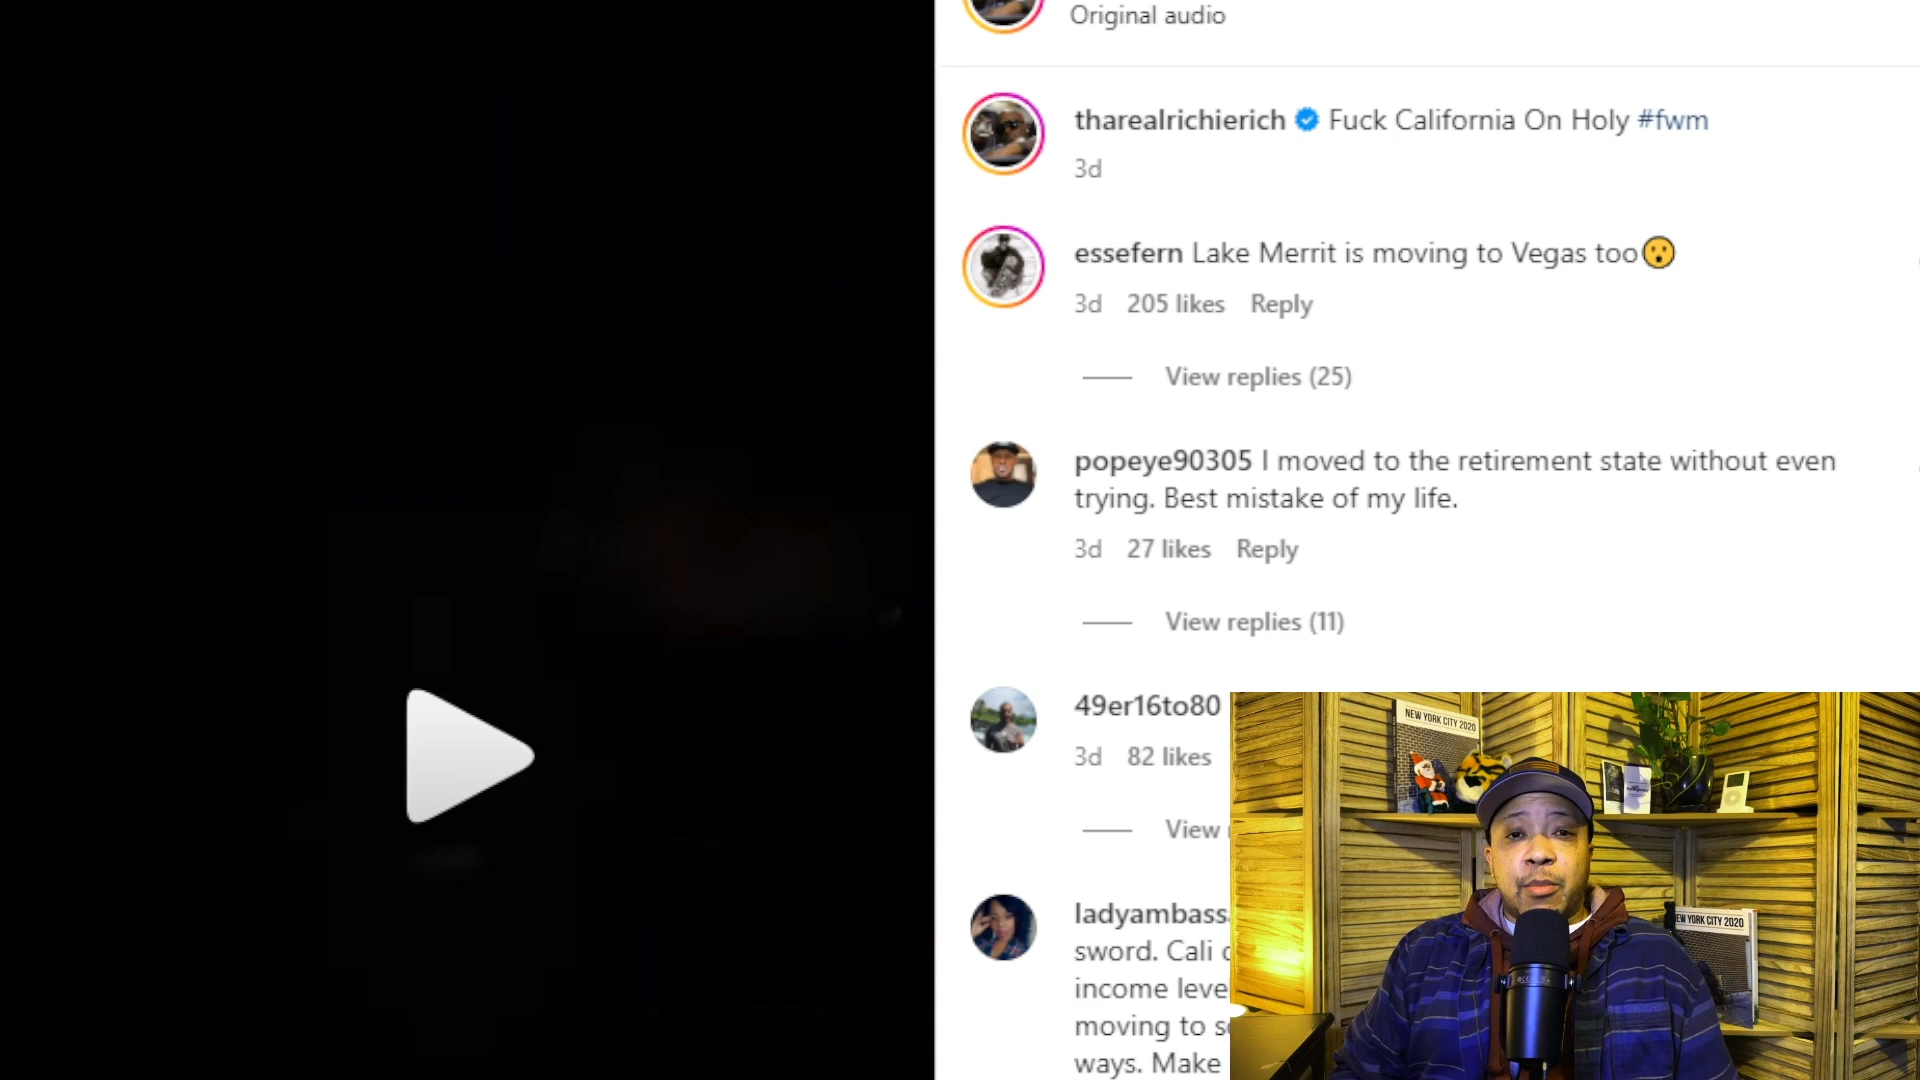 Original audio
tharealrichierich Fuck California On Holy #fwm
3d
essefern Lake Merrit is moving to Vegas too😮
3d 205 likes Reply
View replies (25)
popeye90305 I moved to the retirement state without even
trying. Best mistake of my life.
3d 27 likes Reply
View replies (11)
49er16to80
3d 82 likes
View
ladyambass
sword. Cali
income leve
moving to s
ways. Make
NEW YORK CITY 2020
NEW YORK CITY 2020